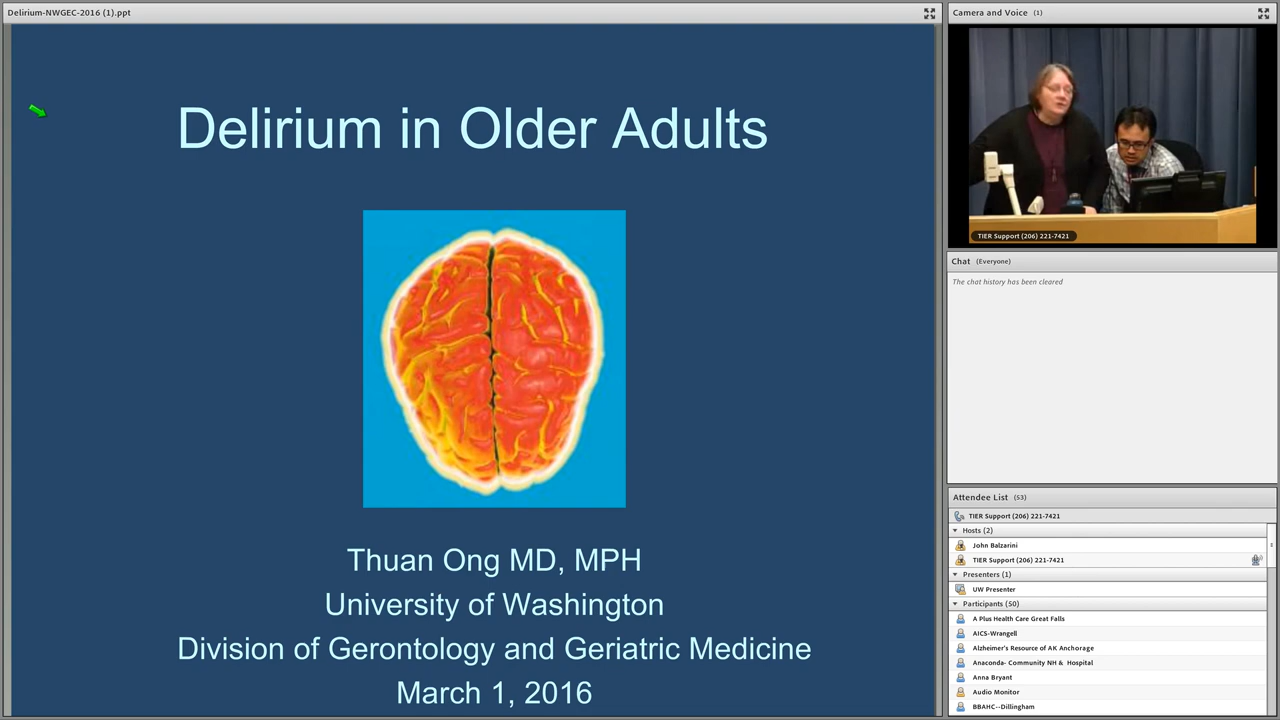 Delirium-NWGEC-2016 (1).ppt
Delirium in Older Adults
Thuan Ong MD, MPH
University of Washington
Division of Gerontology and Geriatric Medicine
March 1, 2016
Camera and Voice (1)
TIER Support (206) 221-7421
Chat (Everyone)
The chat history has been cleared
Attendee List (53)
TIER Support (206) 221-7421
Hosts (2)
John Balzarini
TIER Support (206) 221-7421
Presenters (1)
UW Presenter
Participants (50)
A Plus Health Care Great Falls
AICS-Wrangell
Alzheimer's Resource of AK Anchorage
Anaconda- Community NH & Hospital
Anna Bryant
Audio Monitor
BBAHC--Dillingham